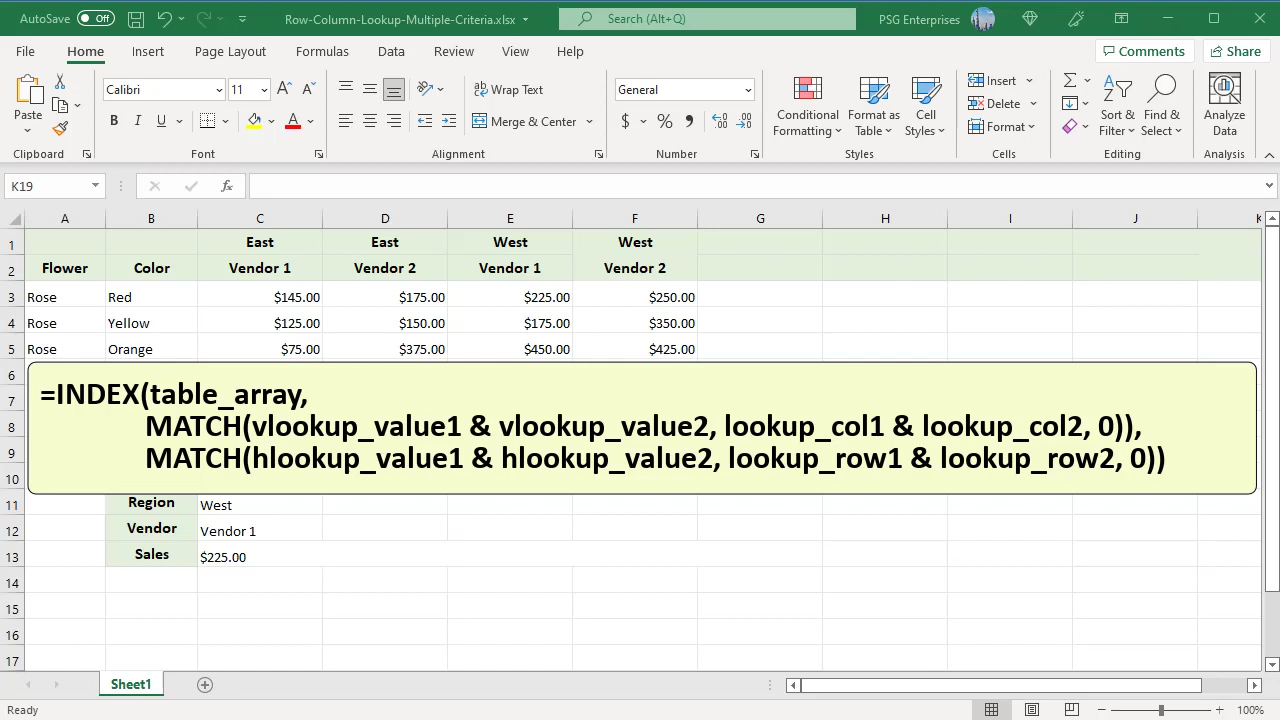 AutoSave Off Row-Column-Lookup-Multiple-Criteria.xlsx Search (Alt+Q) PSG Enterprises
File Home Insert Page Layout Formulas Data Review View Help Comments Share
Paste
Calibri 11
B I U A
ab Wrap Text
Merge & Center
General
$ % 9
Conditional Formatting
Format as Table
Cell Styles
Insert
Delete
Format
Sort & Filter
Find & Select
Analyze Data
Clipboard Font Alignment Number Styles Cells Editing Analysis
K19 fx
A B C D E F G H I J K
1 East East West West
2 Flower Color Vendor 1 Vendor 2 Vendor 1 Vendor 2
3 Rose Red $145.00 $175.00 $225.00 $250.00
4 Rose Yellow $125.00 $150.00 $175.00 $350.00
5 Rose Orange $75.00 $375.00 $450.00 $425.00
6
7 =INDEX(table_array,
8 MATCH(vlookup_value1 & vlookup_value2, lookup_col1 & lookup_col2, 0)),
9 MATCH(hlookup_value1 & hlookup_value2, lookup_row1 & lookup_row2, 0))
10
11 Region West
12 Vendor Vendor 1
13 Sales $225.00
14
15
16
17
Sheet1
Ready 100%